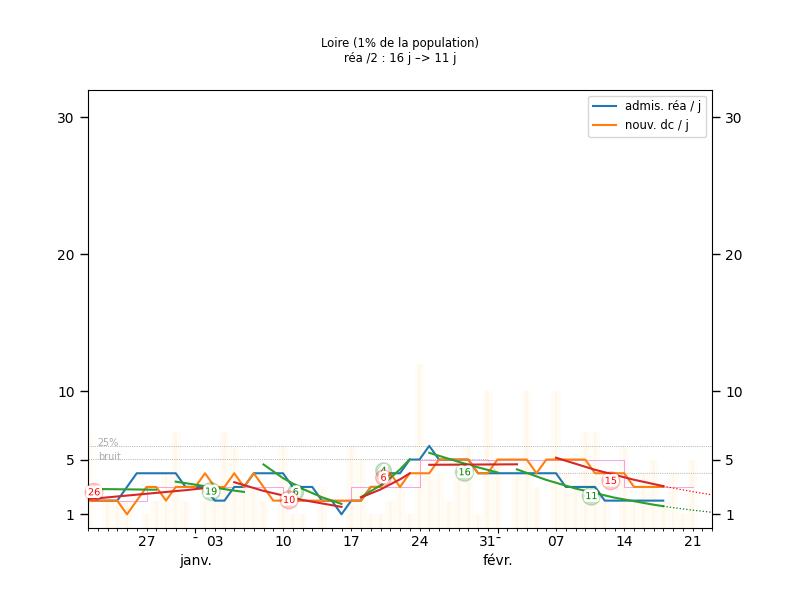 Loire (1% de la population)
réa /2 : 16 j –> 11 j
admis. réa / j
nouv. dc / j
30 30
20 20
10 10
25%
bruit
5 5
4 6 16 15
26 19 6 10 11
1 1
27 03 10 17 24 31 07 14 21
janv. févr.